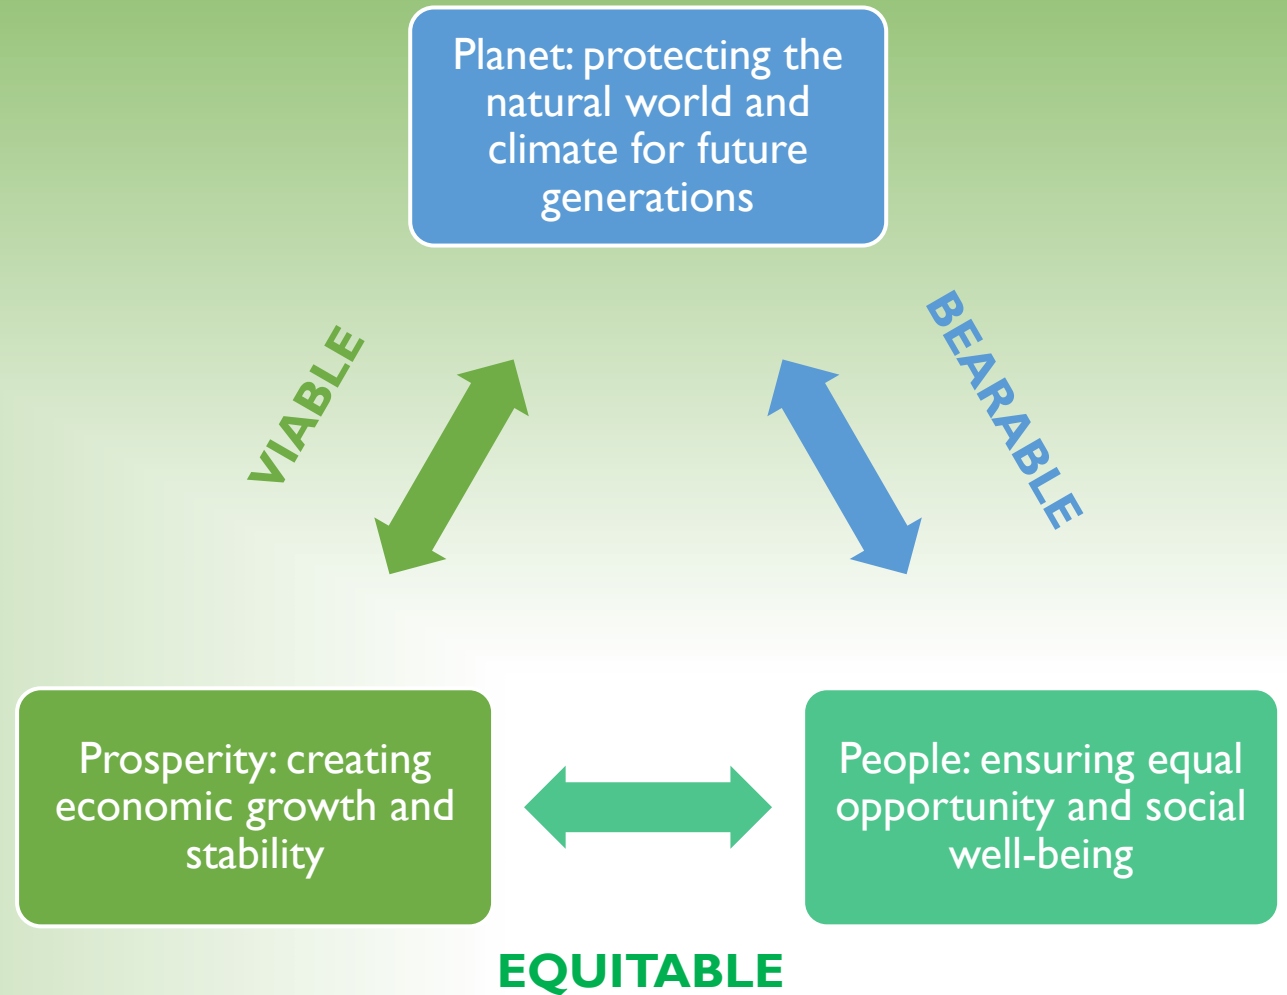 Planet: protecting the
natural world and
climate for future
generations
VIABLE
BEARABLE
Prosperity: creating
economic growth and
stability
People: ensuring equal
opportunity and social
well-being
EQUITABLE